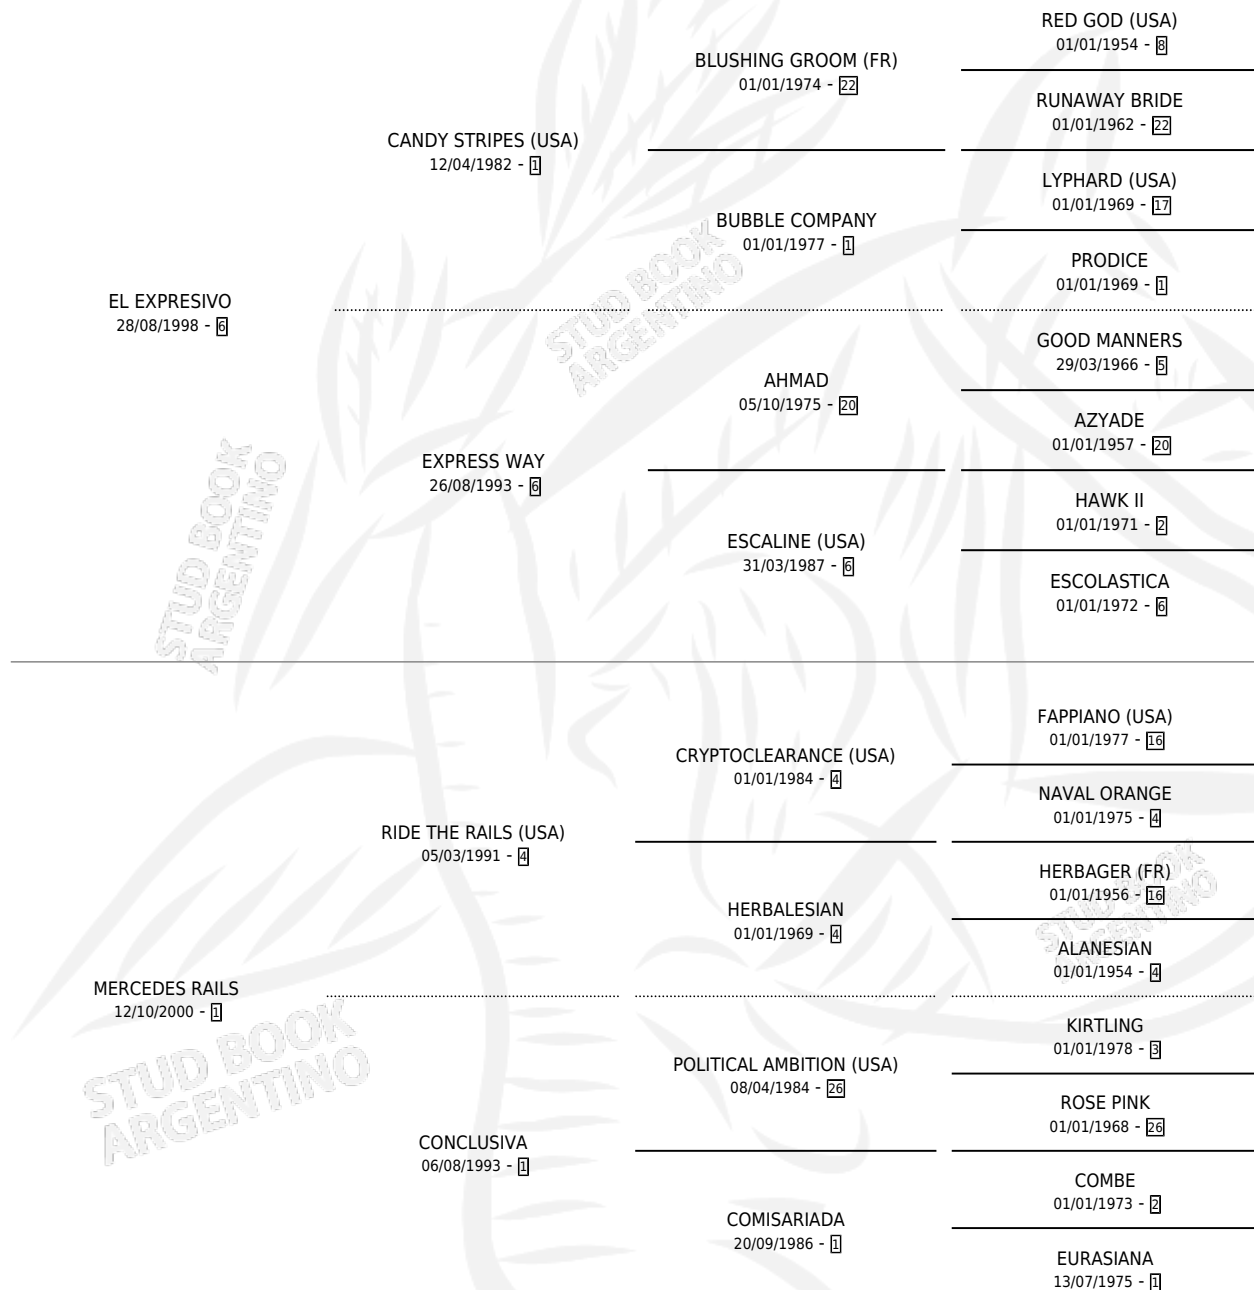 RED GOD (USA)
01/01/1954 - 8
BLUSHING GROOM (FR)
01/01/1974 - 22
RUNAWAY BRIDE
01/01/1962 - 22
CANDY STRIPES (USA)
12/04/1982 - 1
LYPHARD (USA)
01/01/1969 - 17
BUBBLE COMPANY
01/01/1977 - 1
PRODICE
01/01/1969 - 1
EL EXPRESIVO
28/08/1998 - 6
STUD BOOK
ARGENTINO
GOOD MANNERS
29/03/1966 - 5
AHMAD
05/10/1975 - 20
AZYADE
01/01/1957 - 20
EXPRESS WAY
26/08/1993 - 6
HAWK II
01/01/1971 - 2
ESCALINE (USA)
31/03/1987 - 6
ESCOLASTICA
01/01/1972 - 6
STUD BOOK
ARGENTINO
FAPPIANO (USA)
01/01/1977 - 16
CRYPTOCLEARANCE (USA)
01/01/1984 - 4
NAVAL ORANGE
01/01/1975 - 4
RIDE THE RAILS (USA)
05/03/1991 - 4
HERBAGER (FR)
01/01/1956 - 16
HERBALESIAN
01/01/1969 - 4
ALANESIAN
01/01/1954 - 4
STUD BOOK
ARGENTINO
MERCEDES RAILS
12/10/2000 - 1
STUD BOOK
ARGENTINO
KIRTLING
01/01/1978 - 3
POLITICAL AMBITION (USA)
08/04/1984 - 26
ROSE PINK
01/01/1968 - 26
CONCLUSIVA
06/08/1993 - 1
COMBE
01/01/1973 - 2
COMISARIADA
20/09/1986 - 1
EURASIANA
13/07/1975 - 1